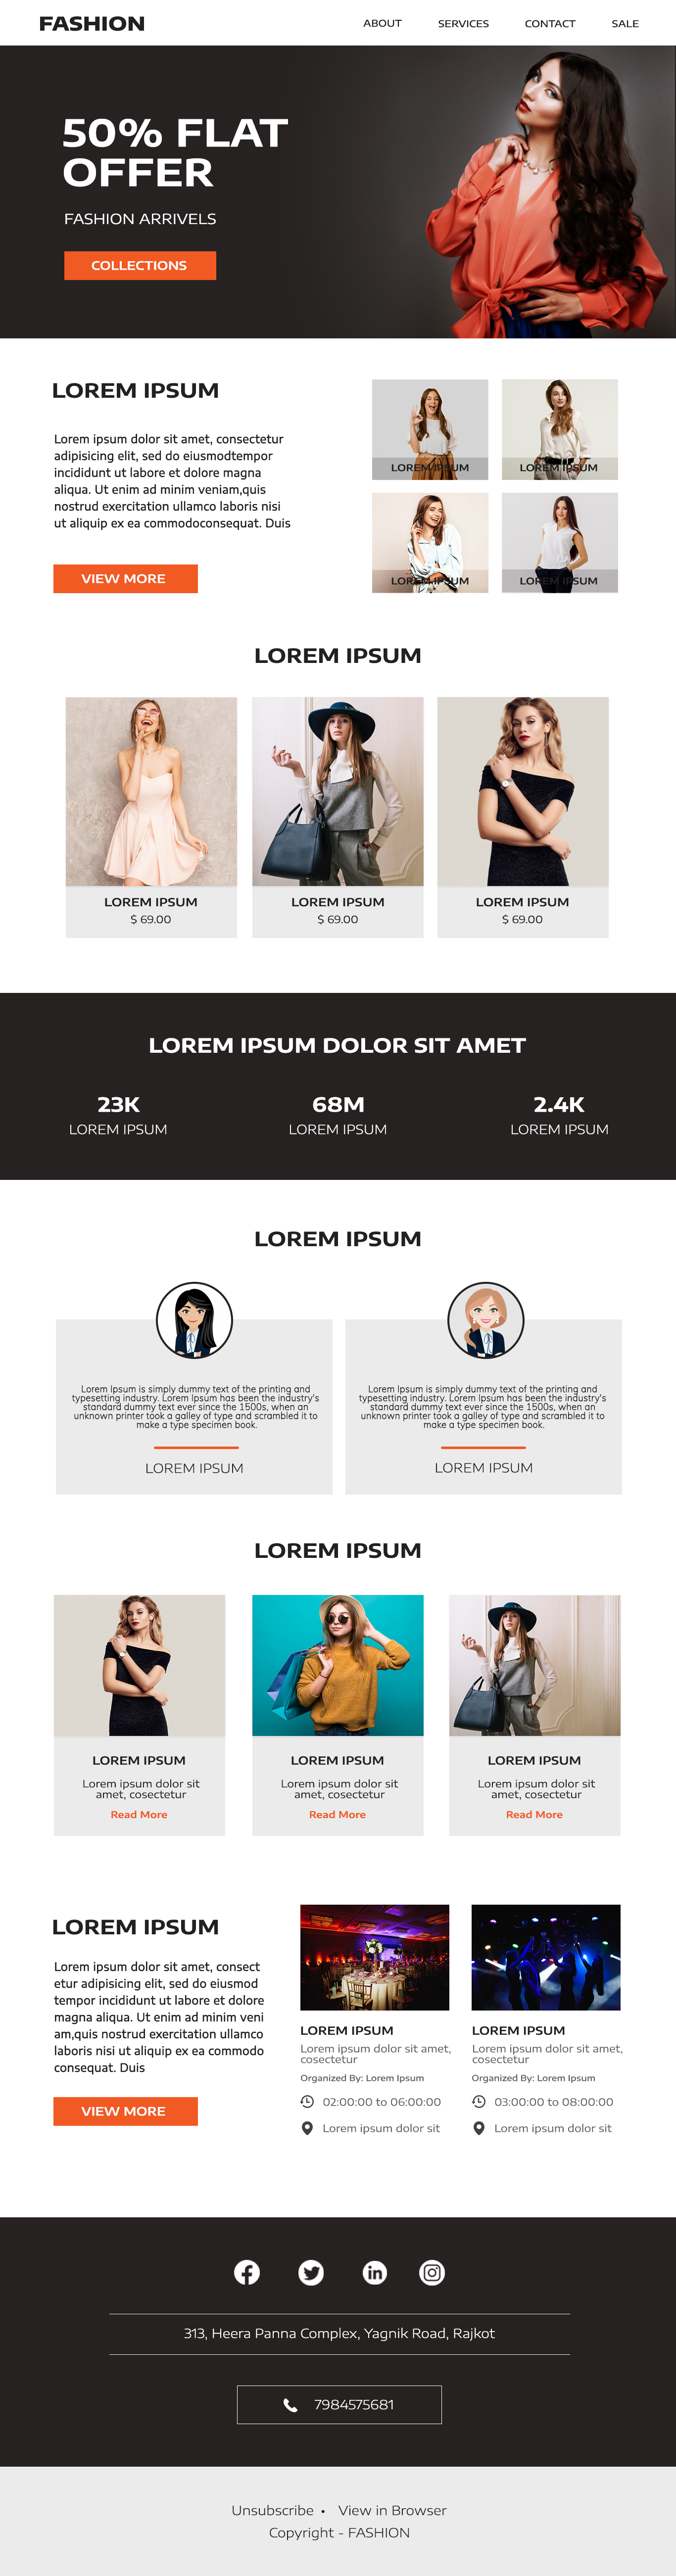 FASHION
ABOUT SERVICES CONTACT SALE
50% FLAT
OFFER
FASHION ARRIVELS
COLLECTIONS
LOREM IPSUM
Lorem ipsum dolor sit amet, consectetur
adipisicing elit, sed do eiusmodtempor
incididunt ut labore et dolore magna
aliqua. Ut enim ad minim veniam,quis
nostrud exercitation ullamco laboris nisi
ut aliquip ex ea commodoconsequat. Duis
VIEW MORE
LOREM IPSUM
LOREM IPSUM
LOREM IPSUM
LOREM IPSUM
LOREM IPSUM
LOREM IPSUM
$ 69.00
LOREM IPSUM
$ 69.00
LOREM IPSUM
$ 69.00
LOREM IPSUM DOLOR SIT AMET
23K
LOREM IPSUM
68M
LOREM IPSUM
2.4K
LOREM IPSUM
LOREM IPSUM
Lorem Ipsum is simply dummy text of the printing and
typesetting industry. Lorem Ipsum has been the industry's
standard dummy text ever since the 1500s, when an
unknown printer took a galley of type and scrambled it to
make a type specimen book.
LOREM IPSUM
Lorem Ipsum is simply dummy text of the printing and
typesetting industry. Lorem Ipsum has been the industry's
standard dummy text ever since the 1500s, when an
unknown printer took a galley of type and scrambled it to
make a type specimen book.
LOREM IPSUM
LOREM IPSUM
LOREM IPSUM
Lorem ipsum dolor sit
amet, cosectetur
Read More
LOREM IPSUM
Lorem ipsum dolor sit
amet, cosectetur
Read More
LOREM IPSUM
Lorem ipsum dolor sit
amet, cosectetur
Read More
LOREM IPSUM
Lorem ipsum dolor sit amet, consect
etur adipisicing elit, sed do eiusmod
tempor incididunt ut labore et dolore
magna aliqua. Ut enim ad minim veni
am,quis nostrud exercitation ullamco
laboris nisi ut aliquip ex ea commodo
consequat. Duis
VIEW MORE
LOREM IPSUM
Lorem ipsum dolor sit amet,
cosectetur
Organized By: Lorem Ipsum
02:00:00 to 06:00:00
Lorem ipsum dolor sit
LOREM IPSUM
Lorem ipsum dolor sit amet,
cosectetur
Organized By: Lorem Ipsum
03:00:00 to 08:00:00
Lorem ipsum dolor sit
313, Heera Panna Complex, Yagnik Road, Rajkot
7984575681
Unsubscribe • View in Browser
Copyright - FASHION